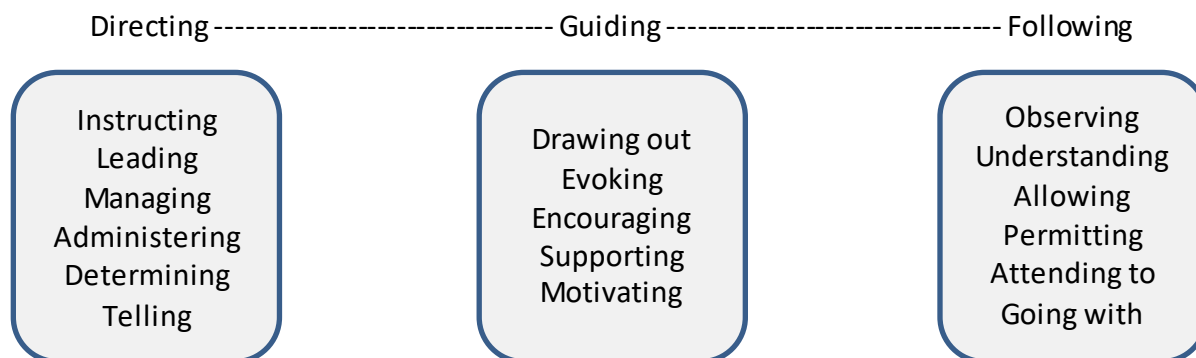 Directing ---------------------------------- Guiding ---------------------------------- Following
Instructing
Leading
Managing
Administering
Determining
Telling
Drawing out
Evoking
Encouraging
Supporting
Motivating
Observing
Understanding
Allowing
Permitting
Attending to
Going with